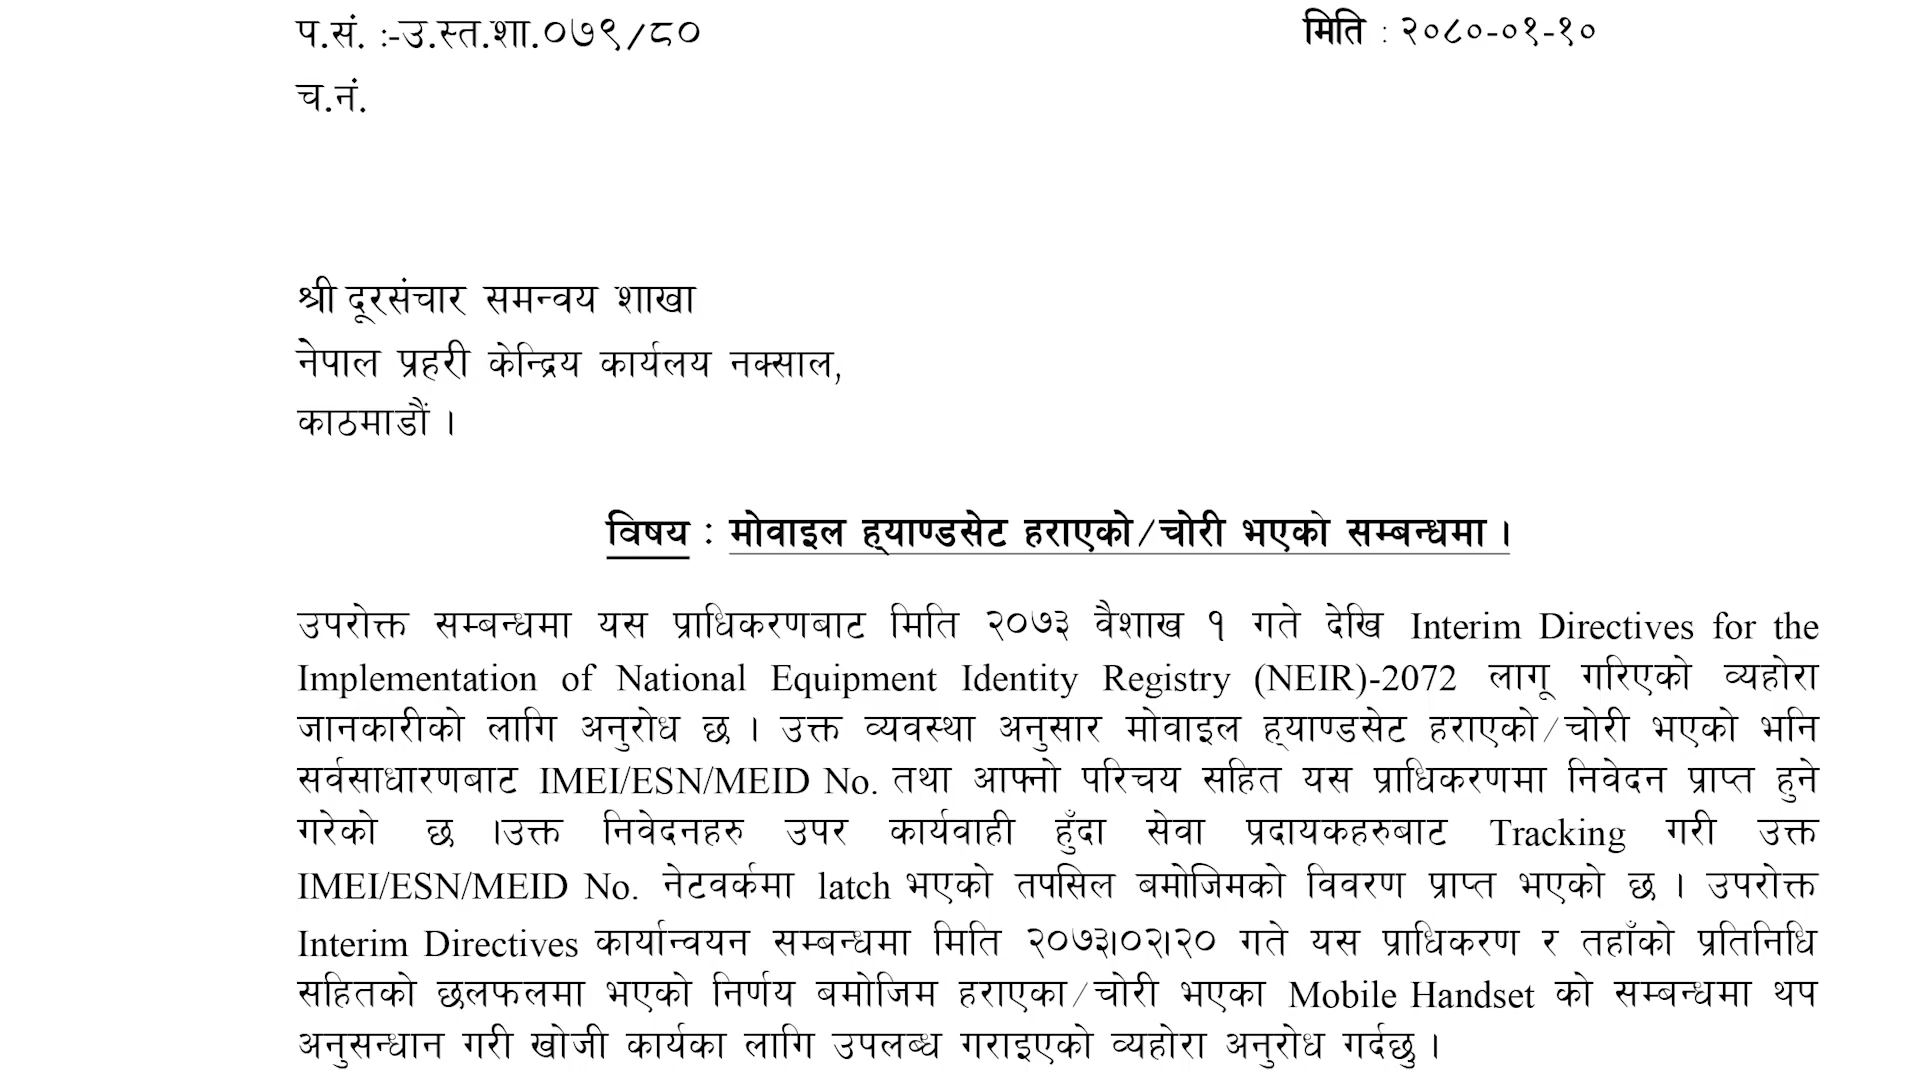 प.सं. :-उ.स्त.शा.०७९/८० मिति : २०८०-०१-१०
च.नं.
श्री दूरसंचार समन्वय शाखा
नेपाल प्रहरी केन्द्रिय कार्यलय नक्साल,
काठमाडौं ।
विषय : मोवाइल ह्याण्डसेट हराएको/चोरी भएको सम्बन्धमा ।
उपरोक्त सम्बन्धमा यस प्राधिकरणबाट मिति २०७३ वैशाख १ गते देखि Interim Directives for the
Implementation of National Equipment Identity Registry (NEIR)-2072 लागू गरिएको व्यहोरा
जानकारीको लागि अनुरोध छ । उक्त व्यवस्था अनुसार मोवाइल ह्याण्डसेट हराएको/चोरी भएको भनि
सर्वसाधारणबाट IMEI/ESN/MEID No. तथा आफ्नो परिचय सहित यस प्राधिकरणमा निवेदन प्राप्त हुने
गरेको छ ।उक्त निवेदनहरु उपर कार्यवाही हुँदा सेवा प्रदायकहरुबाट Tracking गरी उक्त
IMEI/ESN/MEID No. नेटवर्कमा latch भएको तपसिल बमोजिमको विवरण प्राप्त भएको छ । उपरोक्त
Interim Directives कार्यान्वयन सम्बन्धमा मिति २०७३।०२।२० गते यस प्राधिकरण र तहाँको प्रतिनिधि
सहितको छलफलमा भएको निर्णय बमोजिम हराएका/चोरी भएका Mobile Handset को सम्बन्धमा थप
अनुसन्धान गरी खोजी कार्यका लागि उपलब्ध गराइएको व्यहोरा अनुरोध गर्दछु ।